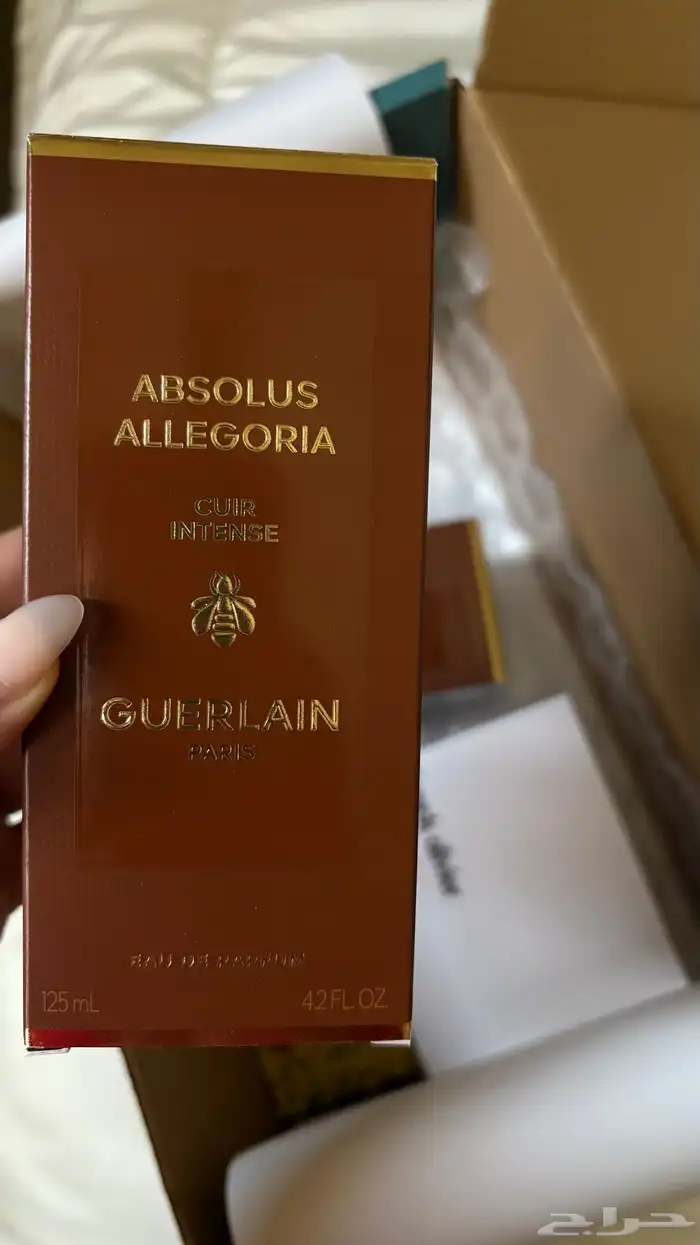 ABSOLUS
ALLEGORIA
CUIR
INTENSE
GUERLAIN
PARIS
EAU DE PARFUM
125 mL
4.2 FL.OZ.
حراج